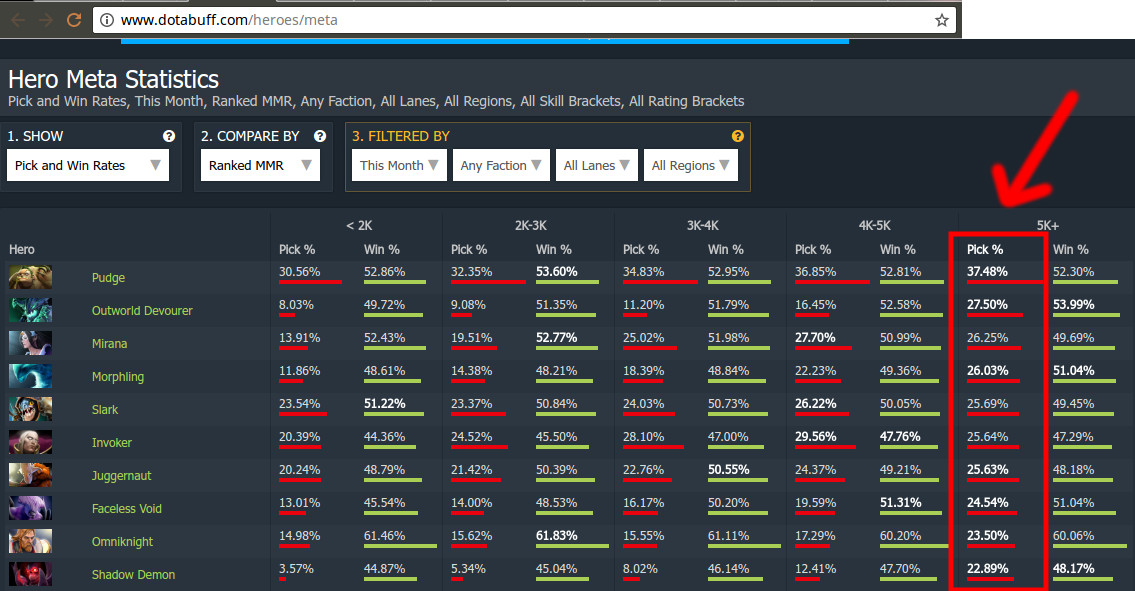 www.dotabuff.com/heroes/meta
Hero Meta Statistics
Pick and Win Rates, This Month, Ranked MMR, Any Faction, All Lanes, All Regions, All Skill Brackets, All Rating Brackets
1. SHOW ? 2. COMPARE BY ? 3. FILTERED BY ?
Pick and Win Rates ▼ Ranked MMR ▼ This Month ▼ Any Faction ▼ All Lanes ▼ All Regions ▼
< 2K 2K-3K 3K-4K 4K-5K 5K+
Hero Pick % Win % Pick % Win % Pick % Win % Pick % Win % Pick % Win %
Pudge 30.56% 52.86% 32.35% 53.60% 34.83% 52.95% 36.85% 52.81% 37.48% 52.30%
Outworld Devourer 8.03% 49.72% 9.08% 51.35% 11.20% 51.79% 16.45% 52.58% 27.50% 53.99%
Mirana 13.91% 52.43% 19.51% 52.77% 25.02% 51.98% 27.70% 50.99% 26.25% 49.69%
Morphling 11.86% 48.61% 14.38% 48.21% 18.39% 48.84% 22.23% 49.36% 26.03% 51.04%
Slark 23.54% 51.22% 23.37% 50.84% 24.03% 50.73% 26.22% 50.05% 25.69% 49.45%
Invoker 20.39% 44.36% 24.52% 45.50% 28.10% 47.00% 29.56% 47.76% 25.64% 47.29%
Juggernaut 20.24% 48.79% 21.42% 50.39% 22.76% 50.55% 24.37% 49.21% 25.63% 48.18%
Faceless Void 13.01% 45.54% 14.00% 48.53% 16.17% 50.20% 19.59% 51.31% 24.54% 51.04%
Omniknight 14.98% 61.46% 15.62% 61.83% 15.55% 61.11% 17.29% 60.20% 23.50% 60.06%
Shadow Demon 3.57% 44.87% 5.34% 45.04% 8.02% 46.14% 12.41% 47.70% 22.89% 48.17%